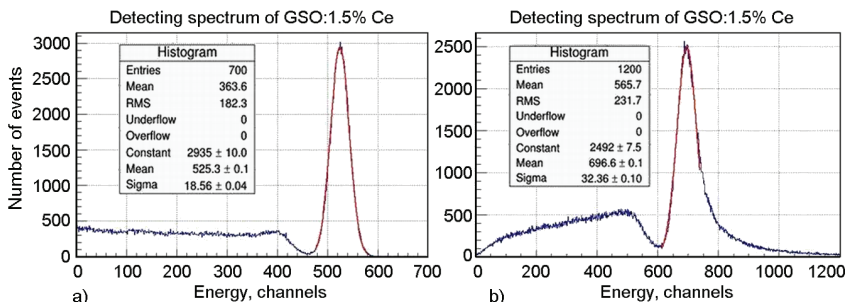 Detecting spectrum of GSO:1.5% Ce
Number of events
3000
2500
2000
1500
1000
500
0
Histogram
Entries 700
Mean 363.6
RMS 182.3
Underflow 0
Overflow 0
Constant 2935 ± 10.0
Mean 525.3 ± 0.1
Sigma 18.56 ± 0.04
0 100 200 300 400 500 600 700
a) Energy, channels
Detecting spectrum of GSO:1.5% Ce
2500
2000
1500
1000
500
0
Histogram
Entries 1200
Mean 565.7
RMS 231.7
Underflow 0
Overflow 0
Constant 2492 ± 7.5
Mean 696.6 ± 0.1
Sigma 32.36 ± 0.10
0 200 400 600 800 1000 1200
b) Energy, channels